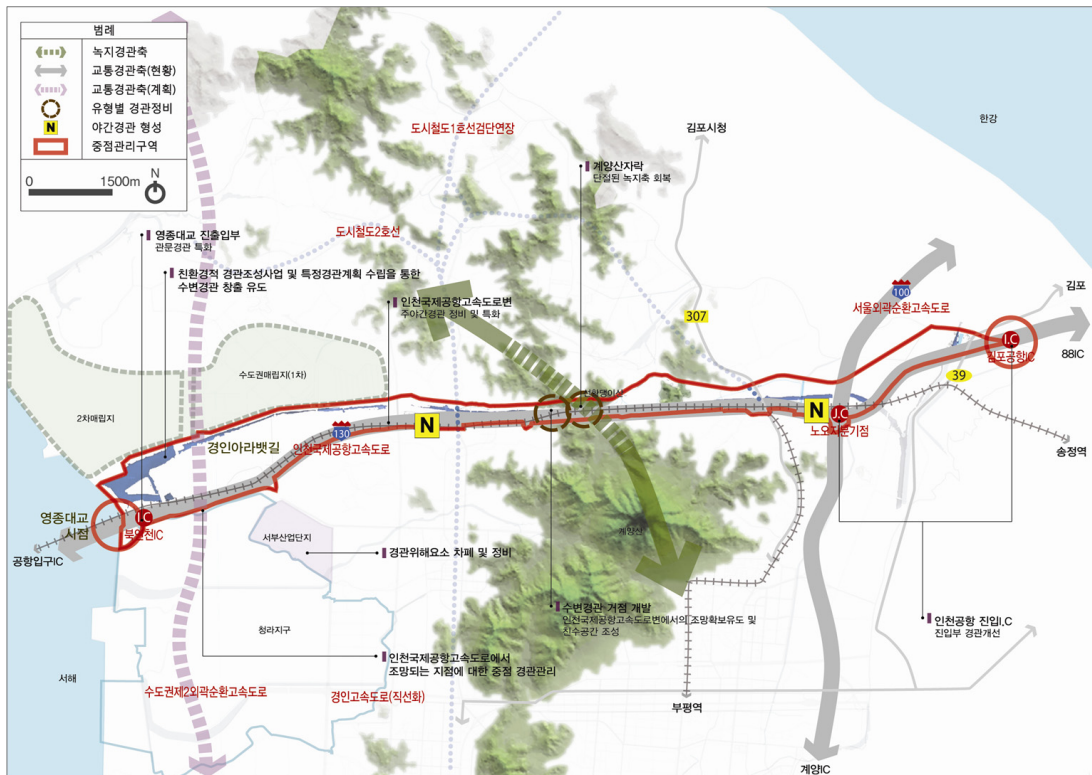 범례
녹지경관축
교통경관축(현황)
교통경관축(계획)
유형별 경관정비
N
야간경관 형성
중점관리구역
0
1500m
N
한강
도시철도1호선검단연장
김포시청
계양산자락
단절된 녹지축 회복
영종대교 진출입부
관문경관 특화
도시철도2호선
친환경적 경관조성사업 및 특정경관계획 수립을 통한
수변경관 창출 유도
인천국제공항고속도로변
주야간경관 정비 및 특화
307
100
서울외곽순환고속도로
김포
88IC
I.C
김포공항IC
39
수도권매립지(1차)
2차매립지
N
N
J.C
노오지분기점
송정역
경인아라뱃길
130
인천국제공항고속도로
영종대교
시점
I.C
북인천IC
공항입구IC
서부산업단지
경관위해요소 차폐 및 정비
계양산
수변경관 거점 개발
인천국제공항고속도로변에서의 조망확보유도 및
친수공간 조성
인천공항 진입I,C
진입부 경관개선
청라지구
인천국제공항고속도로에서
조망되는 지점에 대한 중점 경관관리
서해
수도권제2외곽순환고속도로
경인고속도로(직선화)
부평역
계양IC